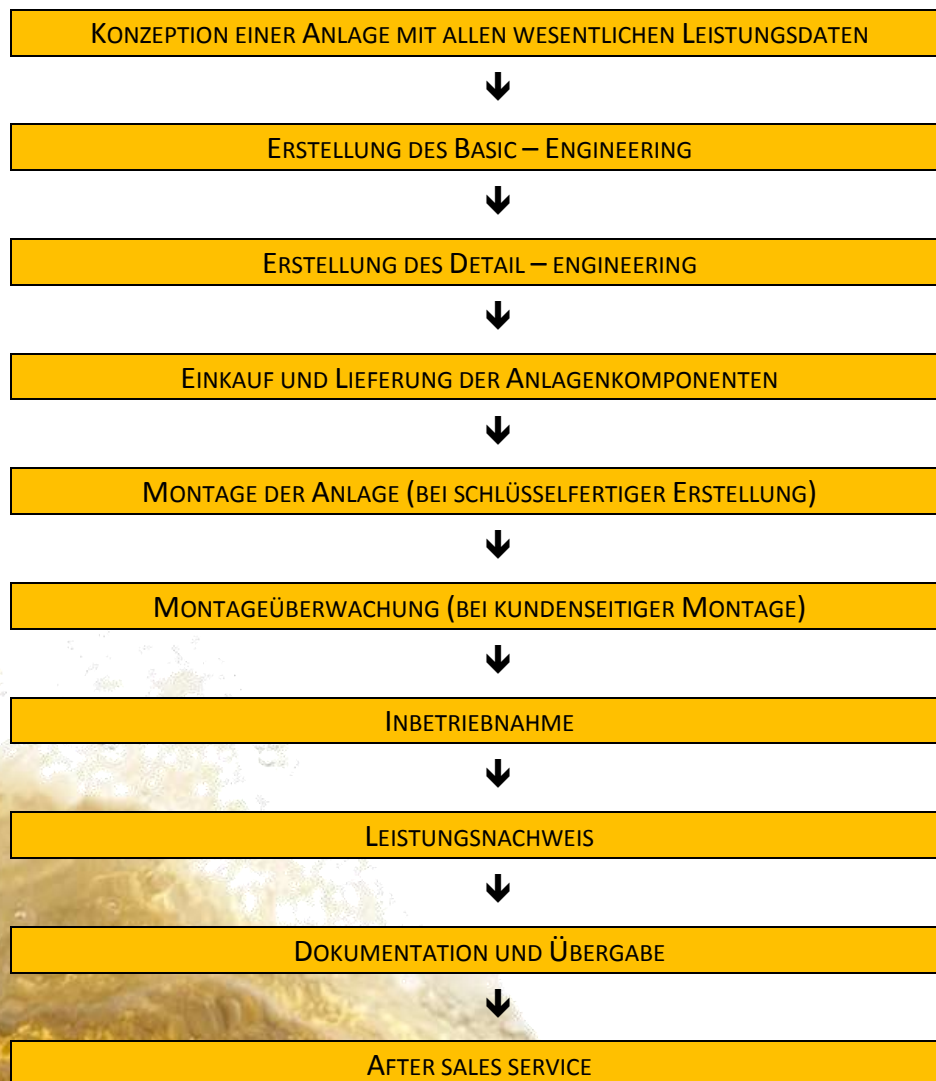 Konzeption einer Anlage mit allen wesentlichen Leistungsdaten
Erstellung des Basic – Engineering
Erstellung des Detail – engineering
Einkauf und Lieferung der Anlagenkomponenten
Montage der Anlage (bei schlüsselfertiger Erstellung)
Montageüberwachung (bei kundenseitiger Montage)
Inbetriebnahme
Leistungsnachweis
Dokumentation und Übergabe
After sales service